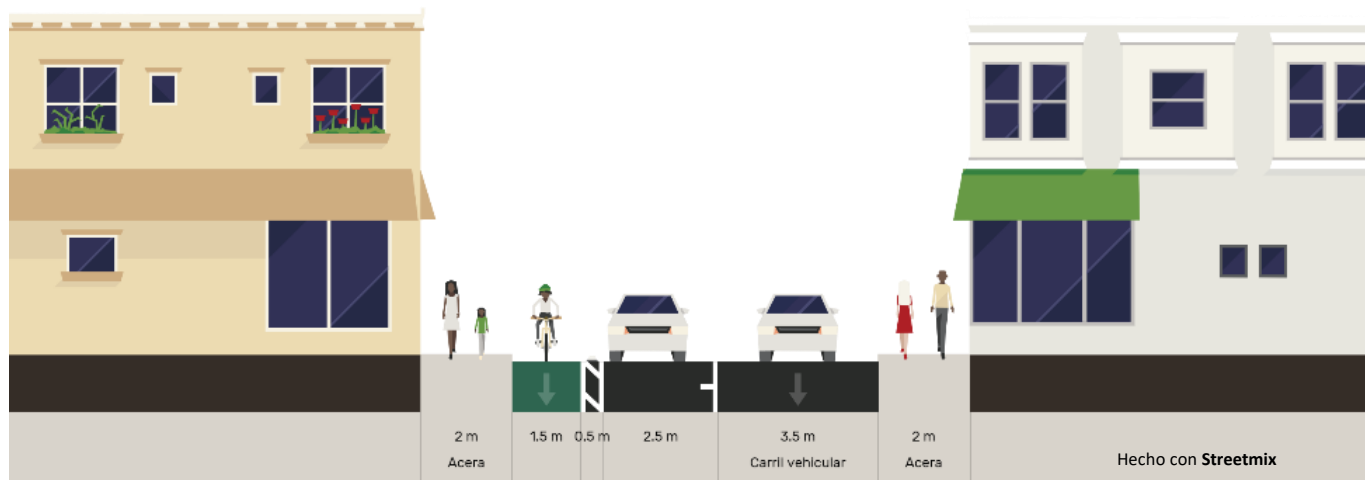 2 m
Acera
1.5 m
0.5 m
2.5 m
3.5 m
Carril vehicular
2 m
Acera
Hecho con Streetmix